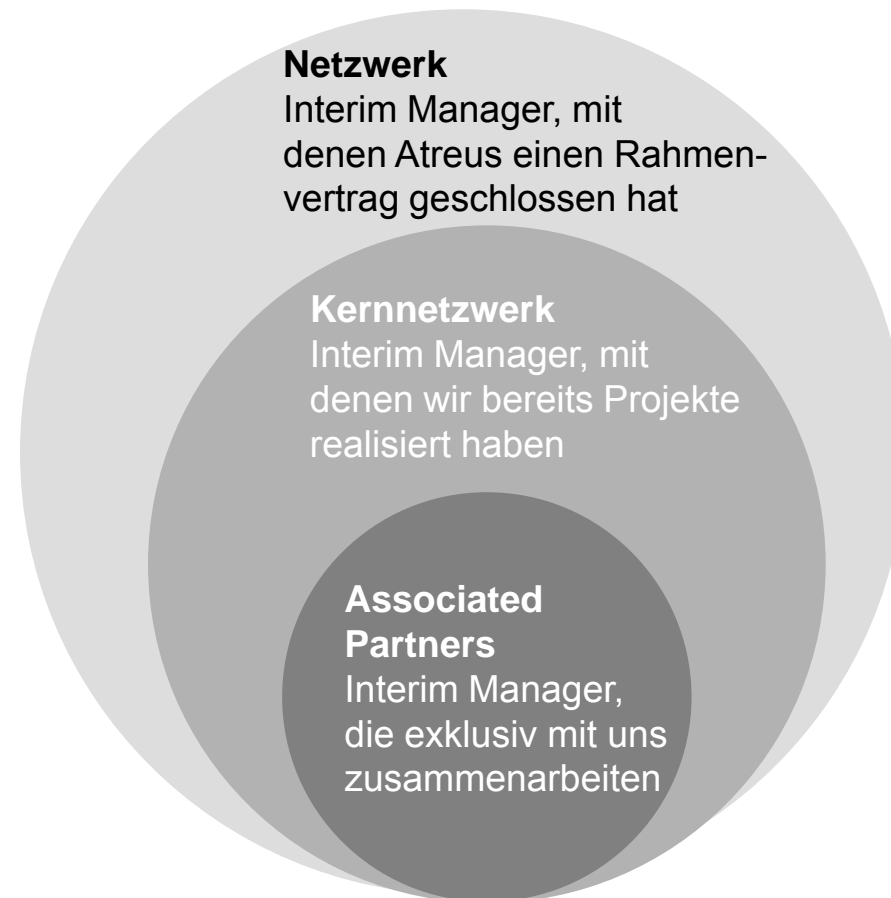 Netzwerk
Interim Manager, mit
denen Atreus einen Rahmen-
vertrag geschlossen hat
Kernnetzwerk
Interim Manager, mit
denen wir bereits Projekte
realisiert haben
Associated
Partners
Interim Manager,
die exklusiv mit uns
zusammenarbeiten